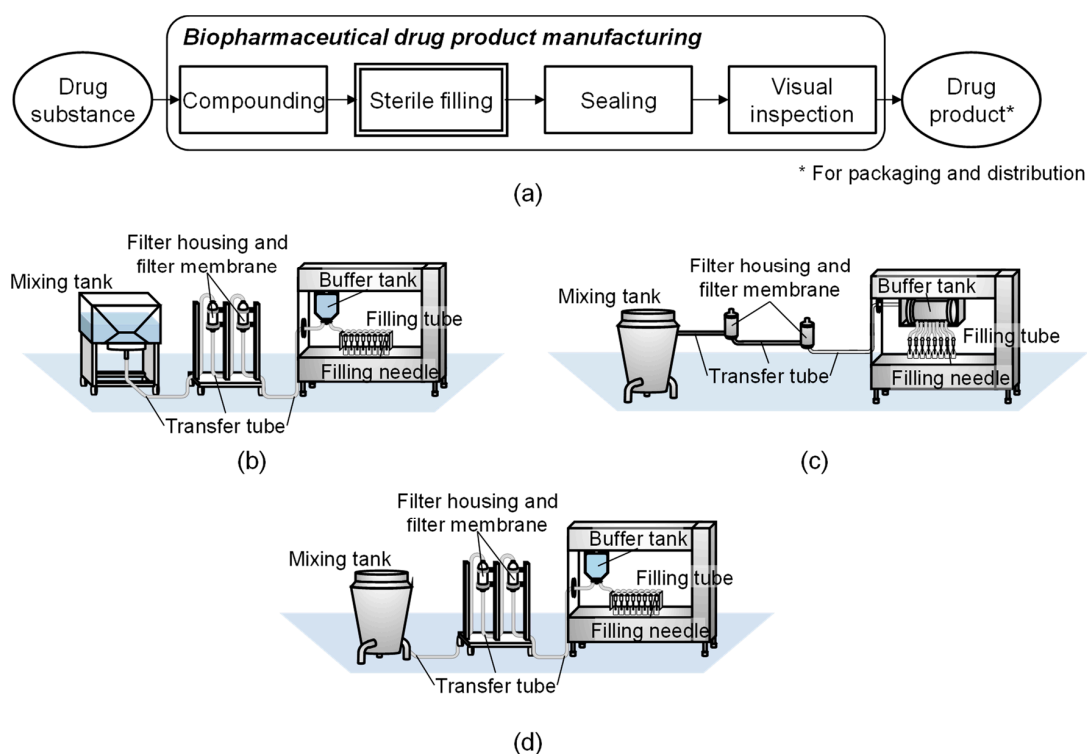 Biopharmaceutical drug product manufacturing
Drug
substance
Compounding
Sterile filling
Sealing
Visual
inspection
Drug
product*
* For packaging and distribution
(a)
Filter housing and
filter membrane
Mixing tank
Buffer tank
Filling tube
Filling needle
Transfer tube
(b)
Filter housing and
filter membrane
Mixing tank
Buffer tank
Filling tube
Filling needle
Transfer tube
(c)
Filter housing and
filter membrane
Mixing tank
Buffer tank
Filling tube
Filling needle
Transfer tube
(d)